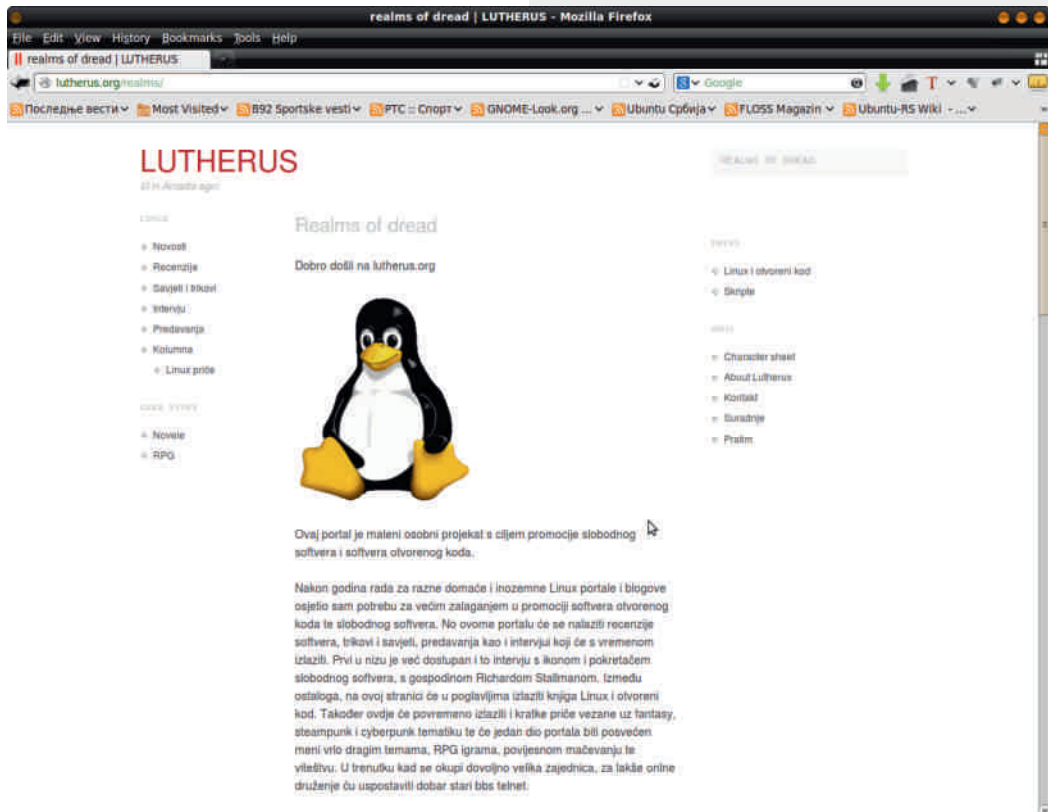 realms of dread | LUTHERUS - Mozilla Firefox
File Edit View History Bookmarks Tools Help
realms of dread | LUTHERUS
lutherus.org/realms/
Google
Последње вести Most Visited B92 Sportske vesti РТС :: Спорт GNOME-Look.org ... Ubuntu Србија FLOSS Magazin Ubuntu-RS Wiki - ...
LUTHERUS
REALMS OF DREAD
Et in Arcadia ego!
Realms of dread
Dobro došli na lutherus.org
Novosti
Recenzije
Savjeti i trikovi
Intervju
Predavanja
Kolumna
Linux priče
Novele
RPG
Linux i otvoreni kod
Skripte
Character sheet
About Lutherus
Kontakt
Suradnje
Pratim
Ovaj portal je maleni osobni projekat s ciljem promocije slobodnog
softvera i softvera otvorenog koda.
Nakon godina rada za razne domaće i inozemne Linux portale i blogove
osjetio sam potrebu za većim zalaganjem u promociji softvera otvorenog
koda te slobodnog softvera. No ovome portalu će se nalaziti recenzije
softvera, trikovi i savjeti, predavanja kao i intervjui koji će s vremenom
izlaziti. Prvi u nizu je već dostupan i to intervju s ikonom i pokretačem
slobodnog softvera, s gospodinom Richardom Stallmanom. Između
ostaloga, na ovoj stranici će u poglavljima izlaziti knjiga Linux i otvoreni
kod. Također ovdje će povremeno izlaziti i kratke priče vezane uz fantasy,
steampunk i cyberpunk tematiku te će jedan dio portala biti posvećen
meni vrlo dragim temama, RPG igrama, povijesnom mačevanju te
viteštvu. U trenutku kad se okupi dovoljno velika zajednica, za lakše onlne
druženje ću uspostaviti dobar stari bbs telnet.